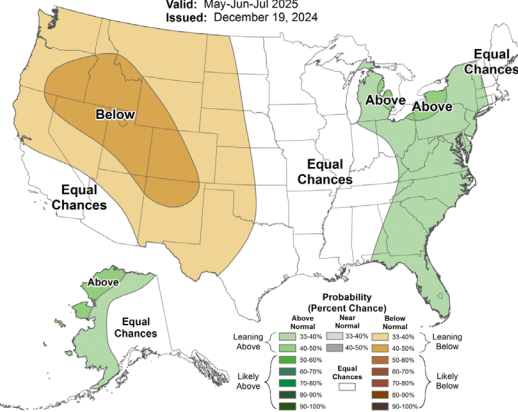 Valid: May-Jun-Jul 2025
Issued: December 19, 2024
Equal
Chances
Above
Above
Below
Equal
Chances
Equal
Chances
Above
Equal
Chances
Probability
(Percent Chance)
Above
Normal
Near
Normal
Below
Normal
Leaning
Above
33-40%
33-40%
33-40%
Leaning
Below
40-50%
40-50%
40-50%
Likely
Above
50-60%
60-70%
70-80%
80-90%
90-100%
Equal
Chances
50-60%
60-70%
70-80%
80-90%
90-100%
Likely
Below